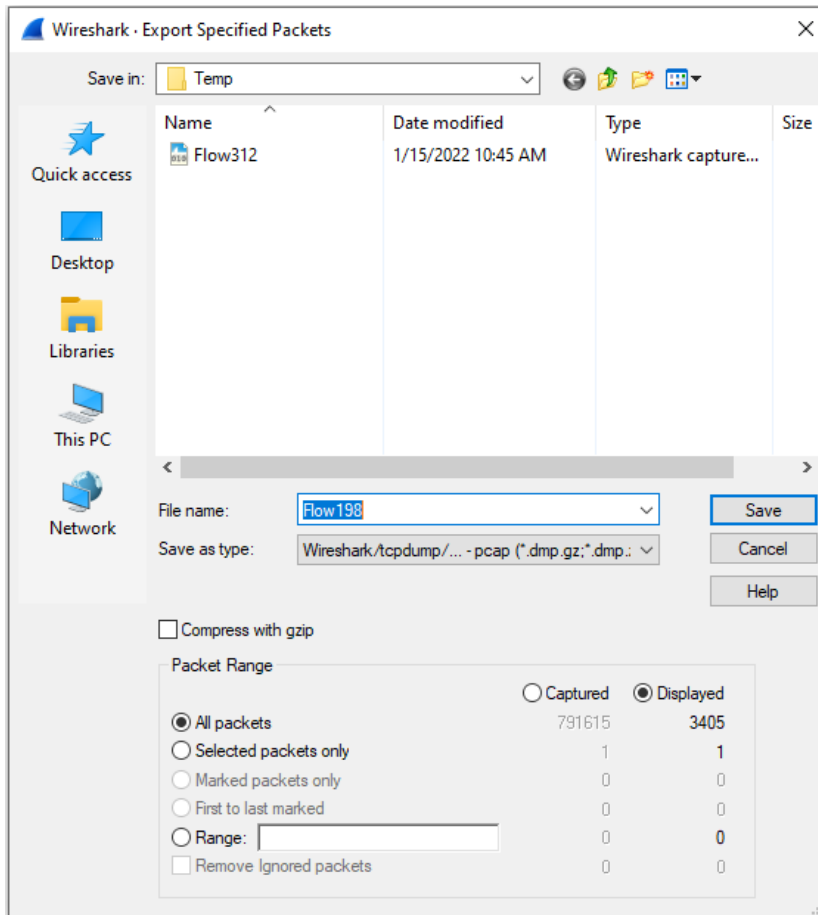 Wireshark · Export Specified Packets
Save in: Temp
Name Date modified Type Size
Flow312 1/15/2022 10:45 AM Wireshark capture...
Quick access
Desktop
Libraries
This PC
Network
File name: Flow198 Save
Save as type: Wireshark/tcpdump/... - pcap (*.dmp.gz;*.dmp.: Cancel
Help
Compress with gzip
Packet Range
Captured Displayed
All packets 791615 3405
Selected packets only 1 1
Marked packets only 0 0
First to last marked 0 0
Range: 0 0
Remove Ignored packets 0 0